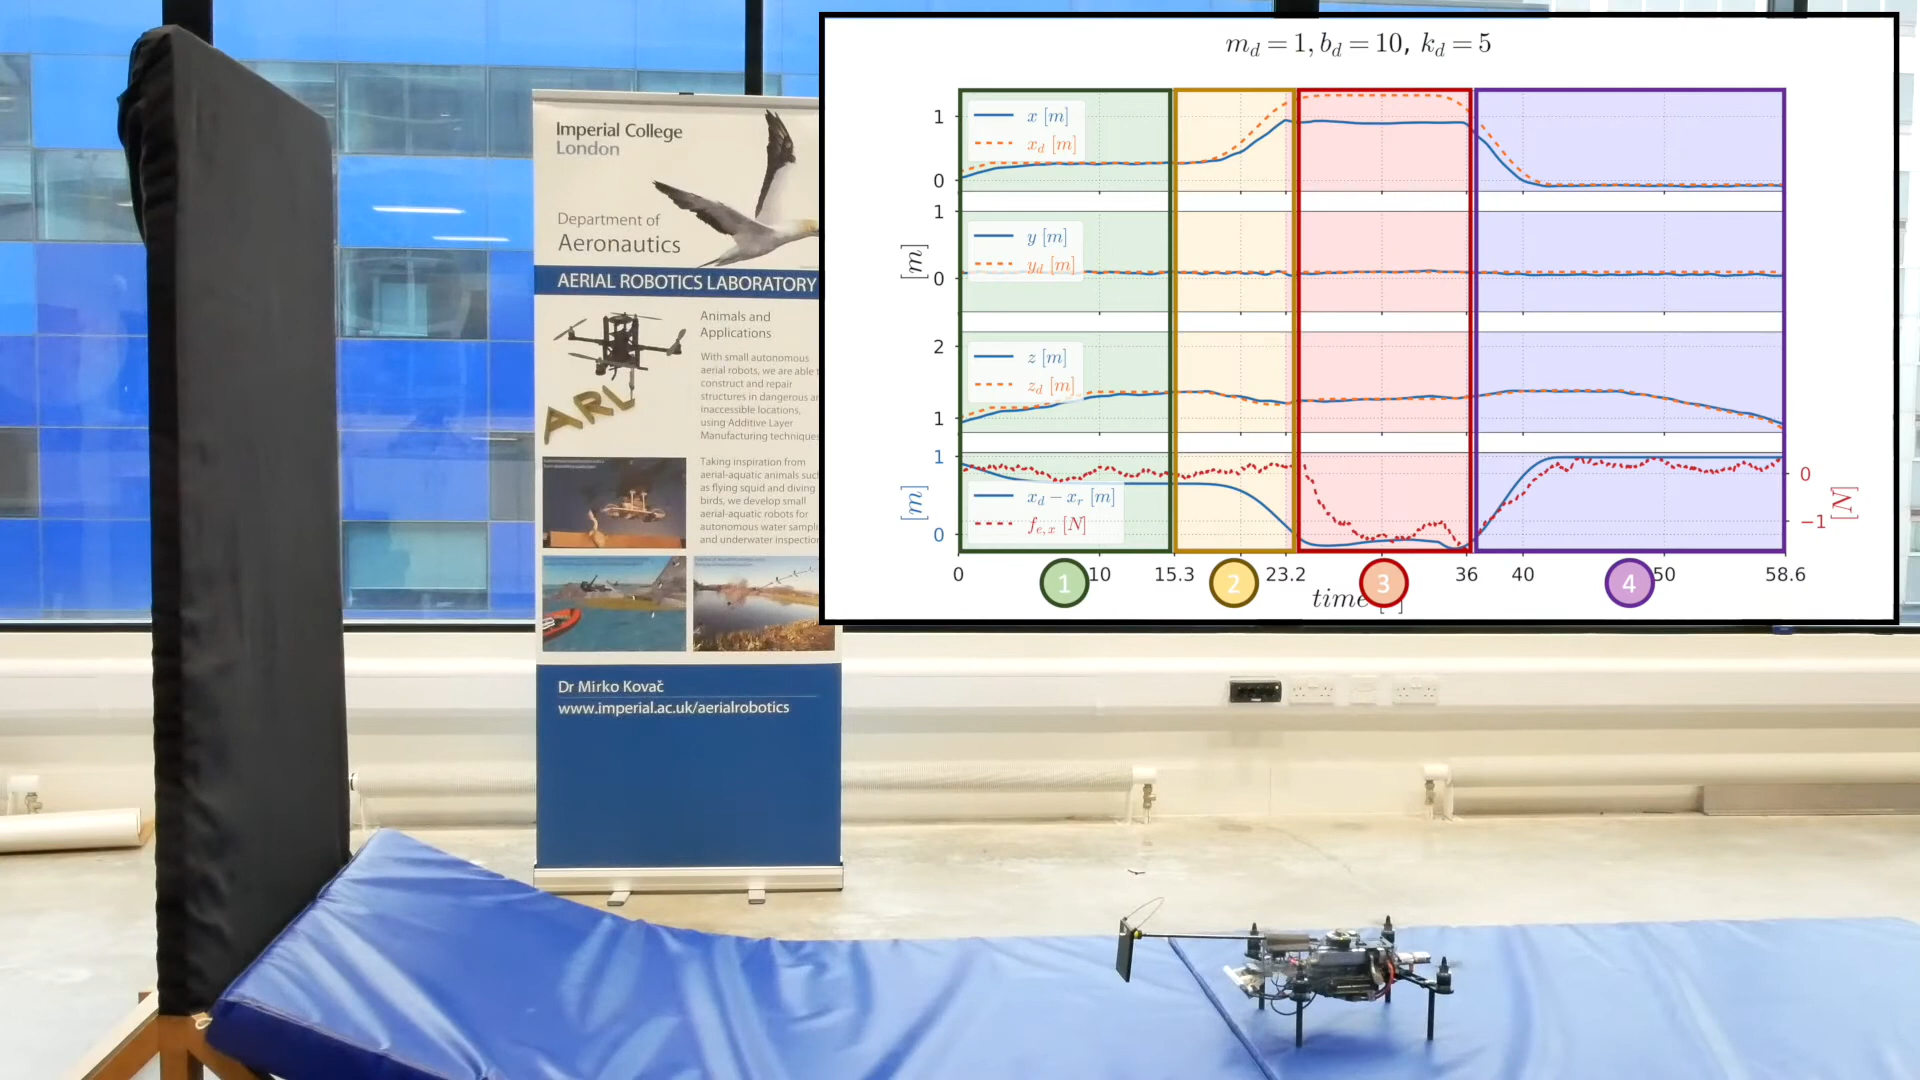 Imperial College
London
Department of
Aeronautics
AERIAL ROBOTICS LABORATORY
Animals and
Applications
With small autonomous
aerial robots, we are able
construct and repair
structures in dangerous
inaccessible locations,
using Additive Layer
Manufacturing
ARL
Taking inspiration from
aerial-aquatic animals
as flying squid and diving
birds, we develop small
aerial-aquatic robots for
autonomous water
and underwater
Dr Mirko Kovač
www.imperial.ac.uk/aerialrobotics
m_d = 1, b_d = 10, k_d = 5
1
0
x [m]
x_d [m]
1
0
[m]
y [m]
y_d [m]
2
1
z [m]
z_d [m]
1
0
[m]
x_d − x_r [m]
f_{e,x} [N]
0
−1
[N]
0 10 15.3 23.2 36 40 50 58.6
1 2 3 4
time